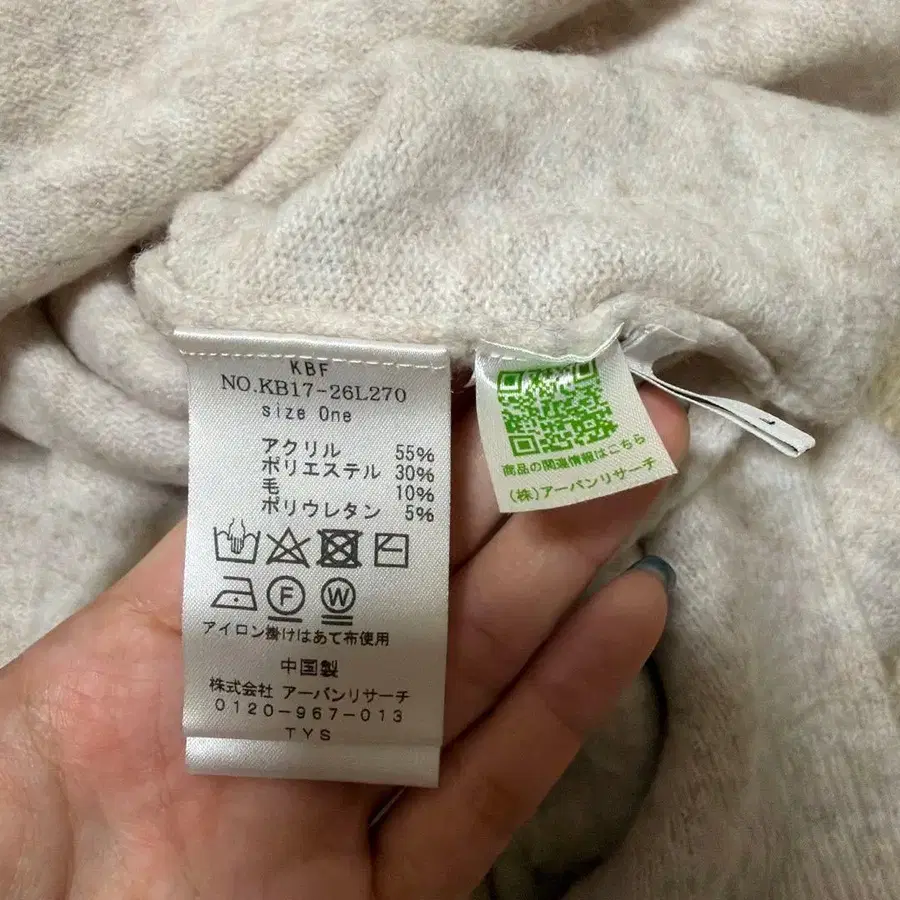 KBF
NO.KB17-26L270
size One
アクリル 55%
ポリエステル 30%
毛 10%
ポリウレタン 5%
F W
アイロン掛けはあて布使用
中国製
株式会社 アーバンリサーチ
0120-967-013
TYS
商品の関連情報はこちら
(株)アーバンリサーチ